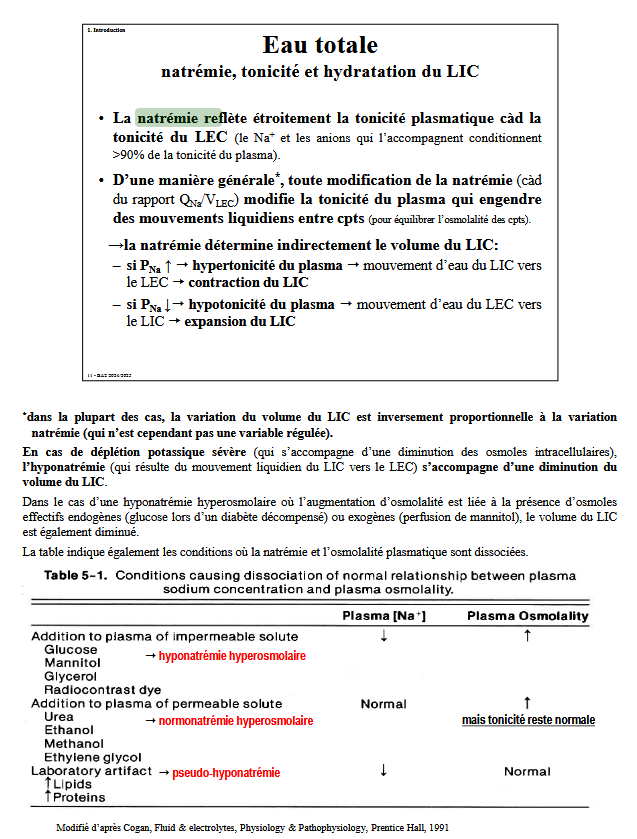 1. Introduction
Eau totale
natrémie, tonicité et hydratation du LIC
• La natrémie reflète étroitement la tonicité plasmatique càd la
tonicité du LEC (le Na⁺ et les anions qui l'accompagnent conditionnent
>90% de la tonicité du plasma).
• D'une manière générale*, toute modification de la natrémie (càd
du rapport QNa/VLEC) modifie la tonicité du plasma qui engendre
des mouvements liquidiens entre cpts (pour équilibrer l'osmolalité des cpts).
→la natrémie détermine indirectement le volume du LIC:
– si PNa ↑ → hypertonicité du plasma → mouvement d'eau du LIC vers
le LEC → contraction du LIC
– si PNa ↓→ hypotonicité du plasma → mouvement d'eau du LEC vers
le LIC → expansion du LIC
*dans la plupart des cas, la variation du volume du LIC est inversement proportionnelle à la variation
natrémie (qui n'est cependant pas une variable régulée).
En cas de déplétion potassique sévère (qui s'accompagne d'une diminution des osmoles intracellulaires),
l'hyponatrémie (qui résulte du mouvement liquidien du LIC vers le LEC) s'accompagne d'une diminution du
volume du LIC.
Dans le cas d'une hyponatrémie hyperosmolaire où l'augmentation d'osmolalité est liée à la présence d'osmoles
effectifs endogènes (glucose lors d'un diabète décompensé) ou exogènes (perfusion de mannitol), le volume du LIC
est également diminué.
La table indique également les conditions où la natrémie et l'osmolalité plasmatique sont dissociées.
Table 5-1. Conditions causing dissociation of normal relationship between plasma
sodium concentration and plasma osmolality.
Plasma [Na⁺] Plasma Osmolality
Addition to plasma of impermeable solute ↓ ↑
Glucose
→ hyponatrémie hyperosmolaire
Mannitol
Glycerol
Radiocontrast dye
Addition to plasma of permeable solute Normal ↑
Urea → normonatrémie hyperosmolaire mais tonicité reste normale
Ethanol
Methanol
Ethylene glycol
Laboratory artifact → pseudo-hyponatrémie ↓ Normal
↑Lipids
↑Proteins
Modifié d'après Cogan, Fluid & electrolytes, Physiology & Pathophysiology, Prentice Hall, 1991